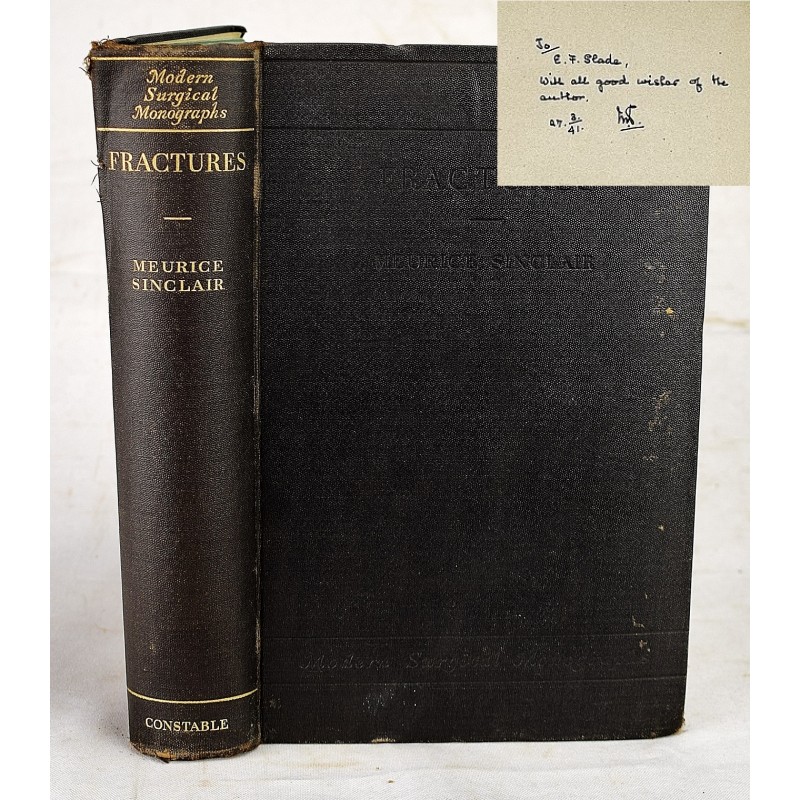 Modern
Surgical
Monographs
FRACTURES
MEURICE
SINCLAIR
CONSTABLE
FRACTURES
MEURICE SINCLAIR
Modern Surgical Monographs
To
E. F. Slade,
With all good wishes of the
author.
27.3/41.